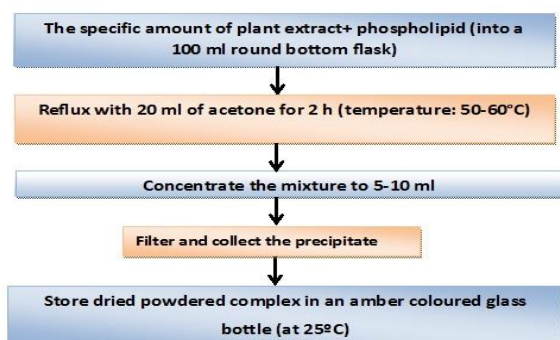 The specific amount of plant extract+ phospholipid (into a
100 ml round bottom flask)
Reflux with 20 ml of acetone for 2 h (temperature: 50-60°C)
Concentrate the mixture to 5-10 ml
Filter and collect the precipitate
Store dried powdered complex in an amber coloured glass
bottle (at 25ºC)